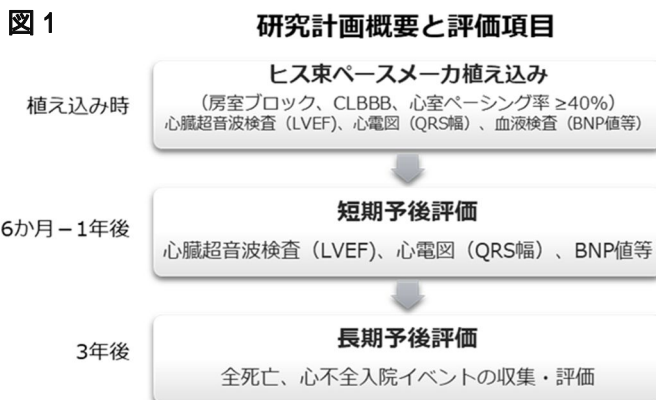 図1
研究計画概要と評価項目
植え込み時
ヒス束ペースメーカ植え込み
（房室ブロック、CLBBB、心室ペーシング率 ≥40%）
心臓超音波検査（LVEF)、心電図（QRS幅）、血液検査（BNP値等）
6か月－1年後
短期予後評価
心臓超音波検査（LVEF)、心電図（QRS幅）、BNP値等
3年後
長期予後評価
全死亡、心不全入院イベントの収集・評価